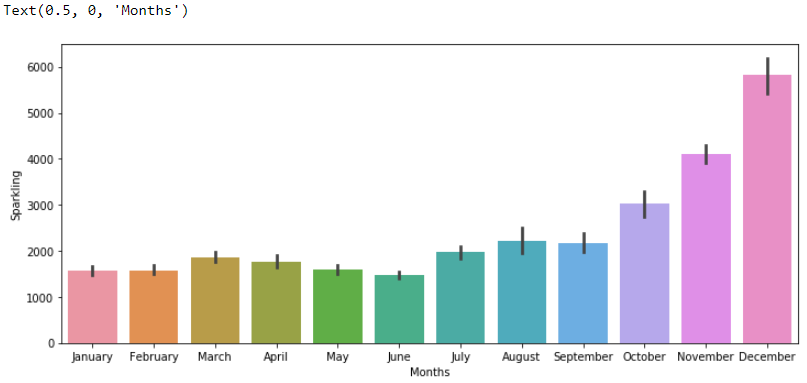 Text(0.5, 0, 'Months')
6000
5000
4000
3000
2000
1000
0
Sparkling
January February March April May June July August September October November December
Months